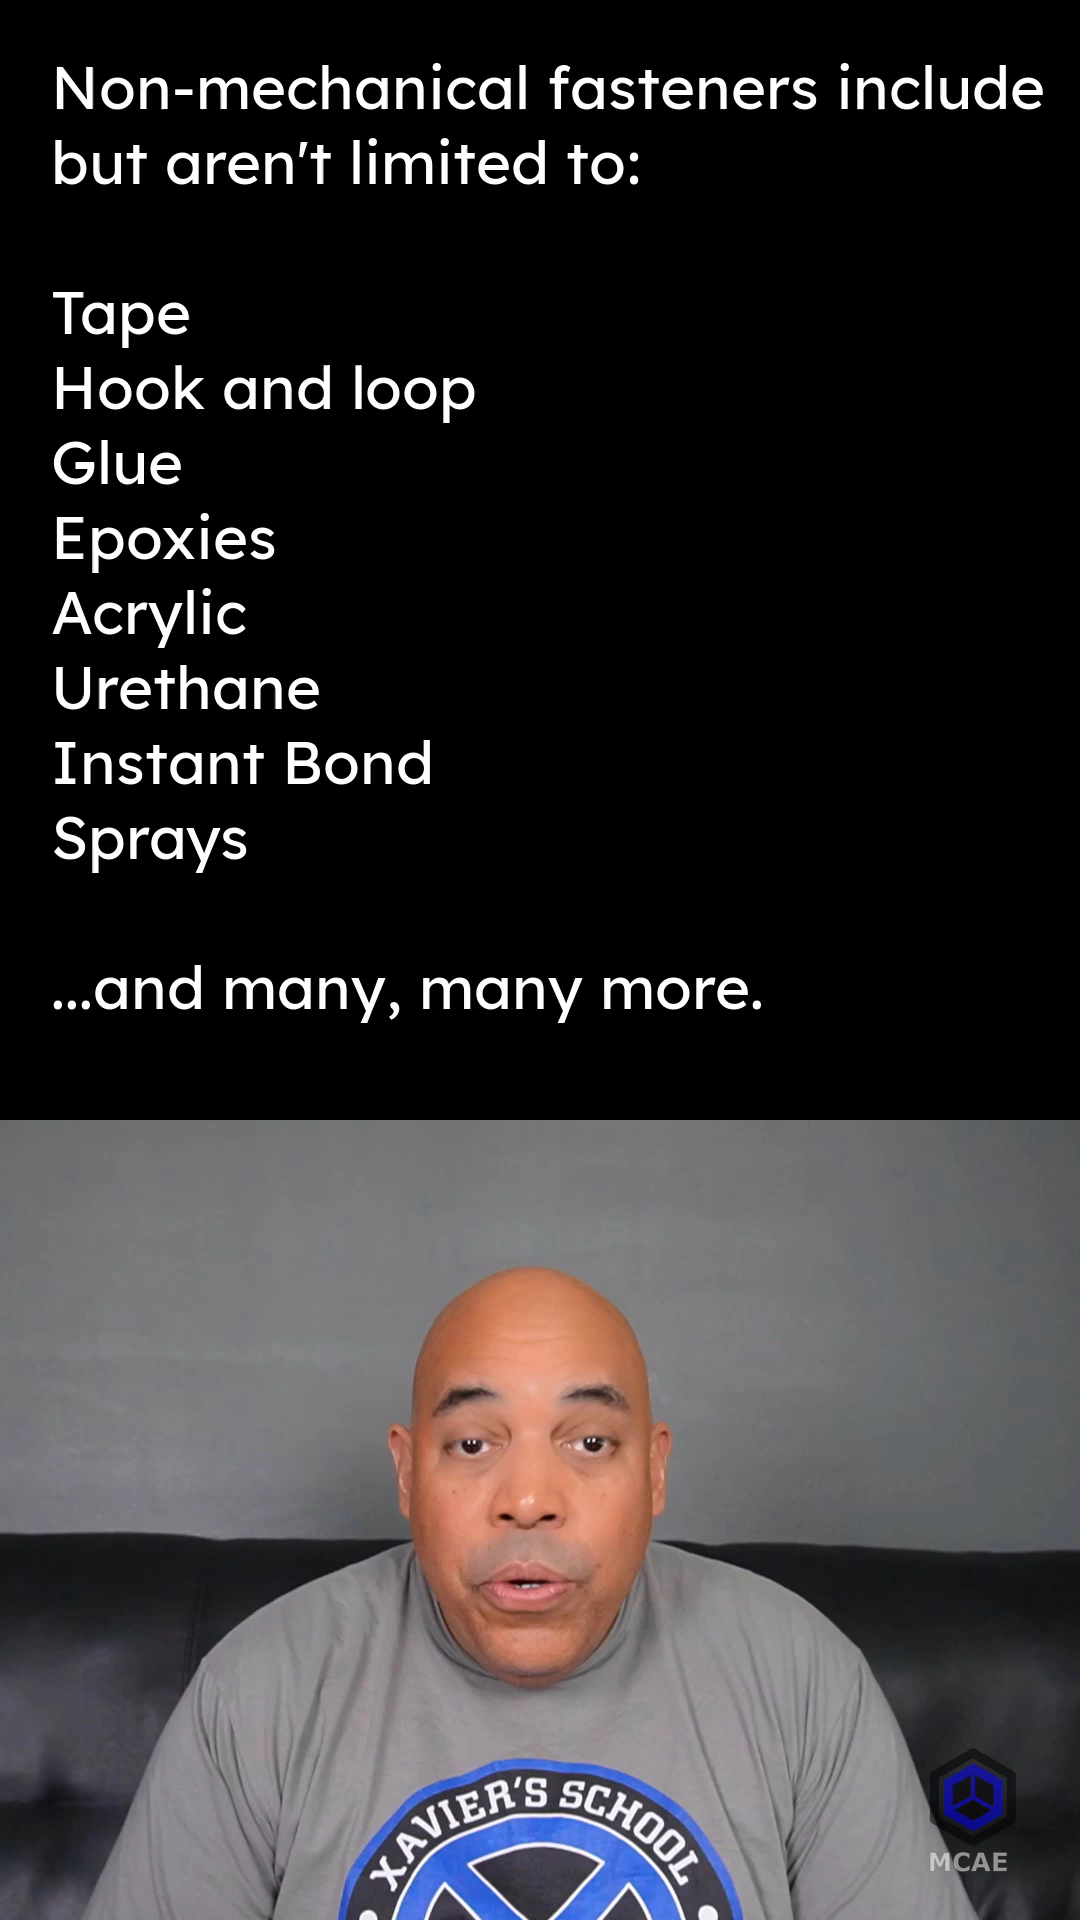 Non-mechanical fasteners include
but aren't limited to:
Tape
Hook and loop
Glue
Epoxies
Acrylic
Urethane
Instant Bond
Sprays
...and many, many more.
XAVIER'S SCHOOL
MCAE